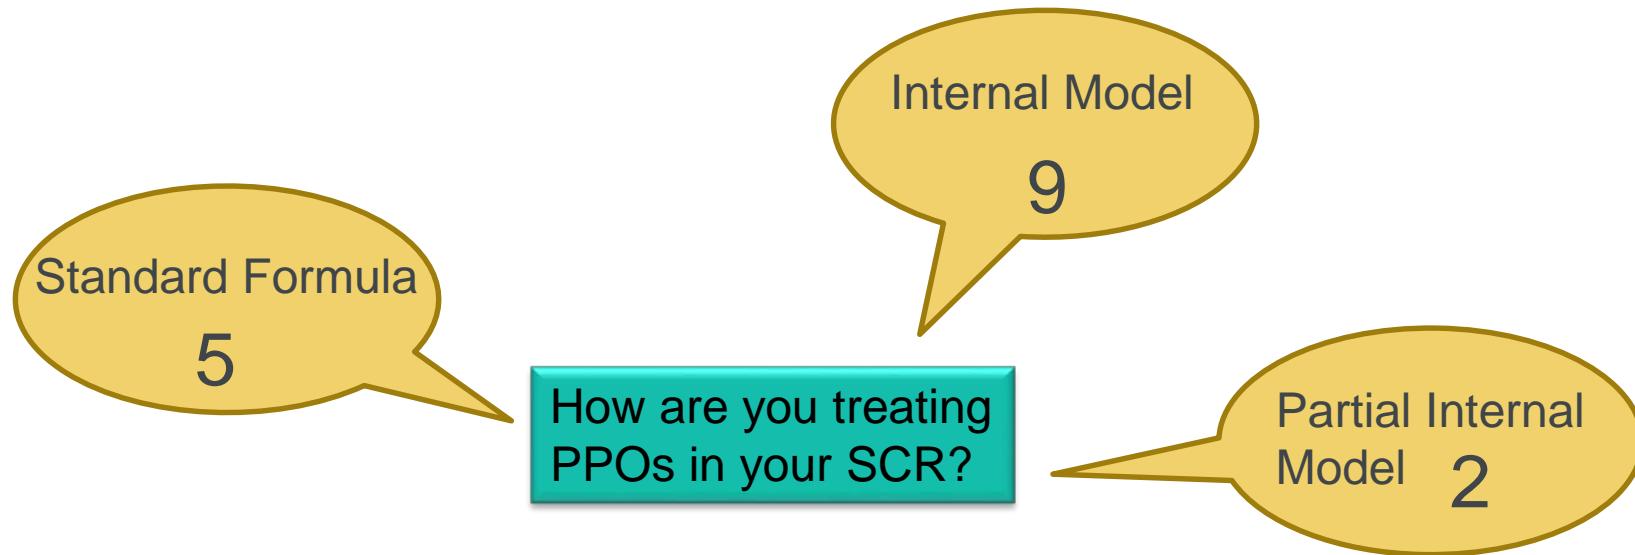 Internal Model
9
Standard Formula
5
How are you treating
PPOs in your SCR?
Partial Internal
Model 2